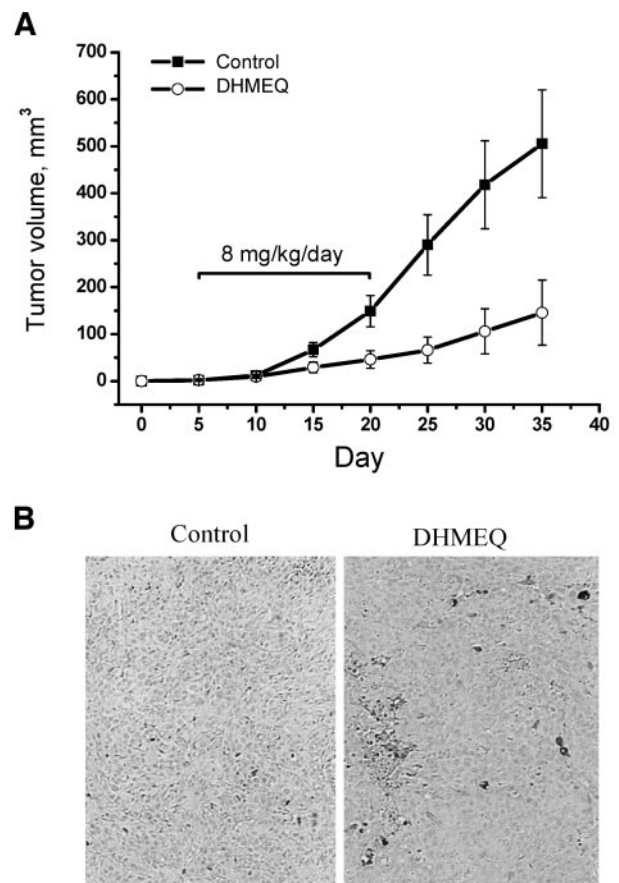 A
700
600
500
400
300
200
100
0
Tumor volume, mm³
Control
DHMEQ
8 mg/kg/day
0 5 10 15 20 25 30 35 40
Day
B
Control DHMEQ